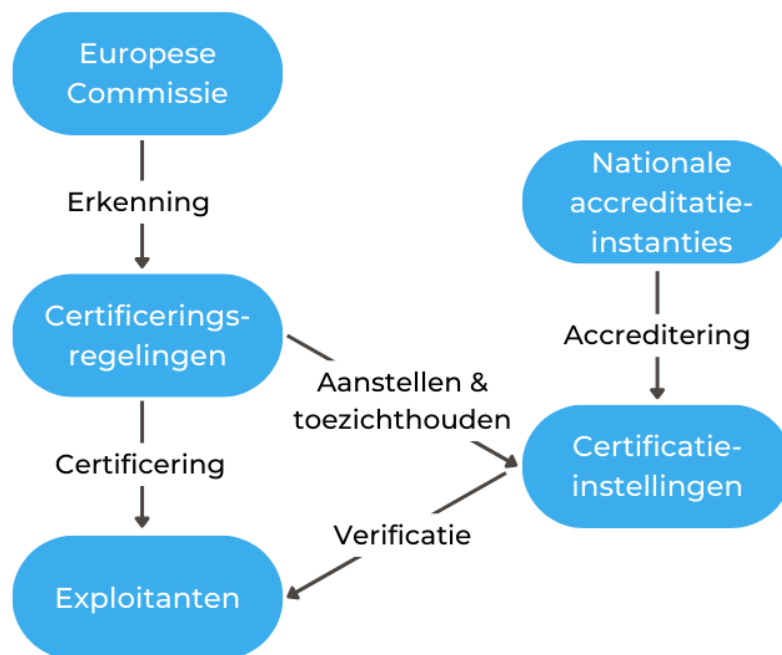 Europese
Commissie
Erkenning
Nationale
accreditatie-
instanties
Certificerings-
regelingen
Accreditering
Aanstellen &
toezichthouden
Certificering
Certificatie-
instellingen
Verificatie
Exploitanten